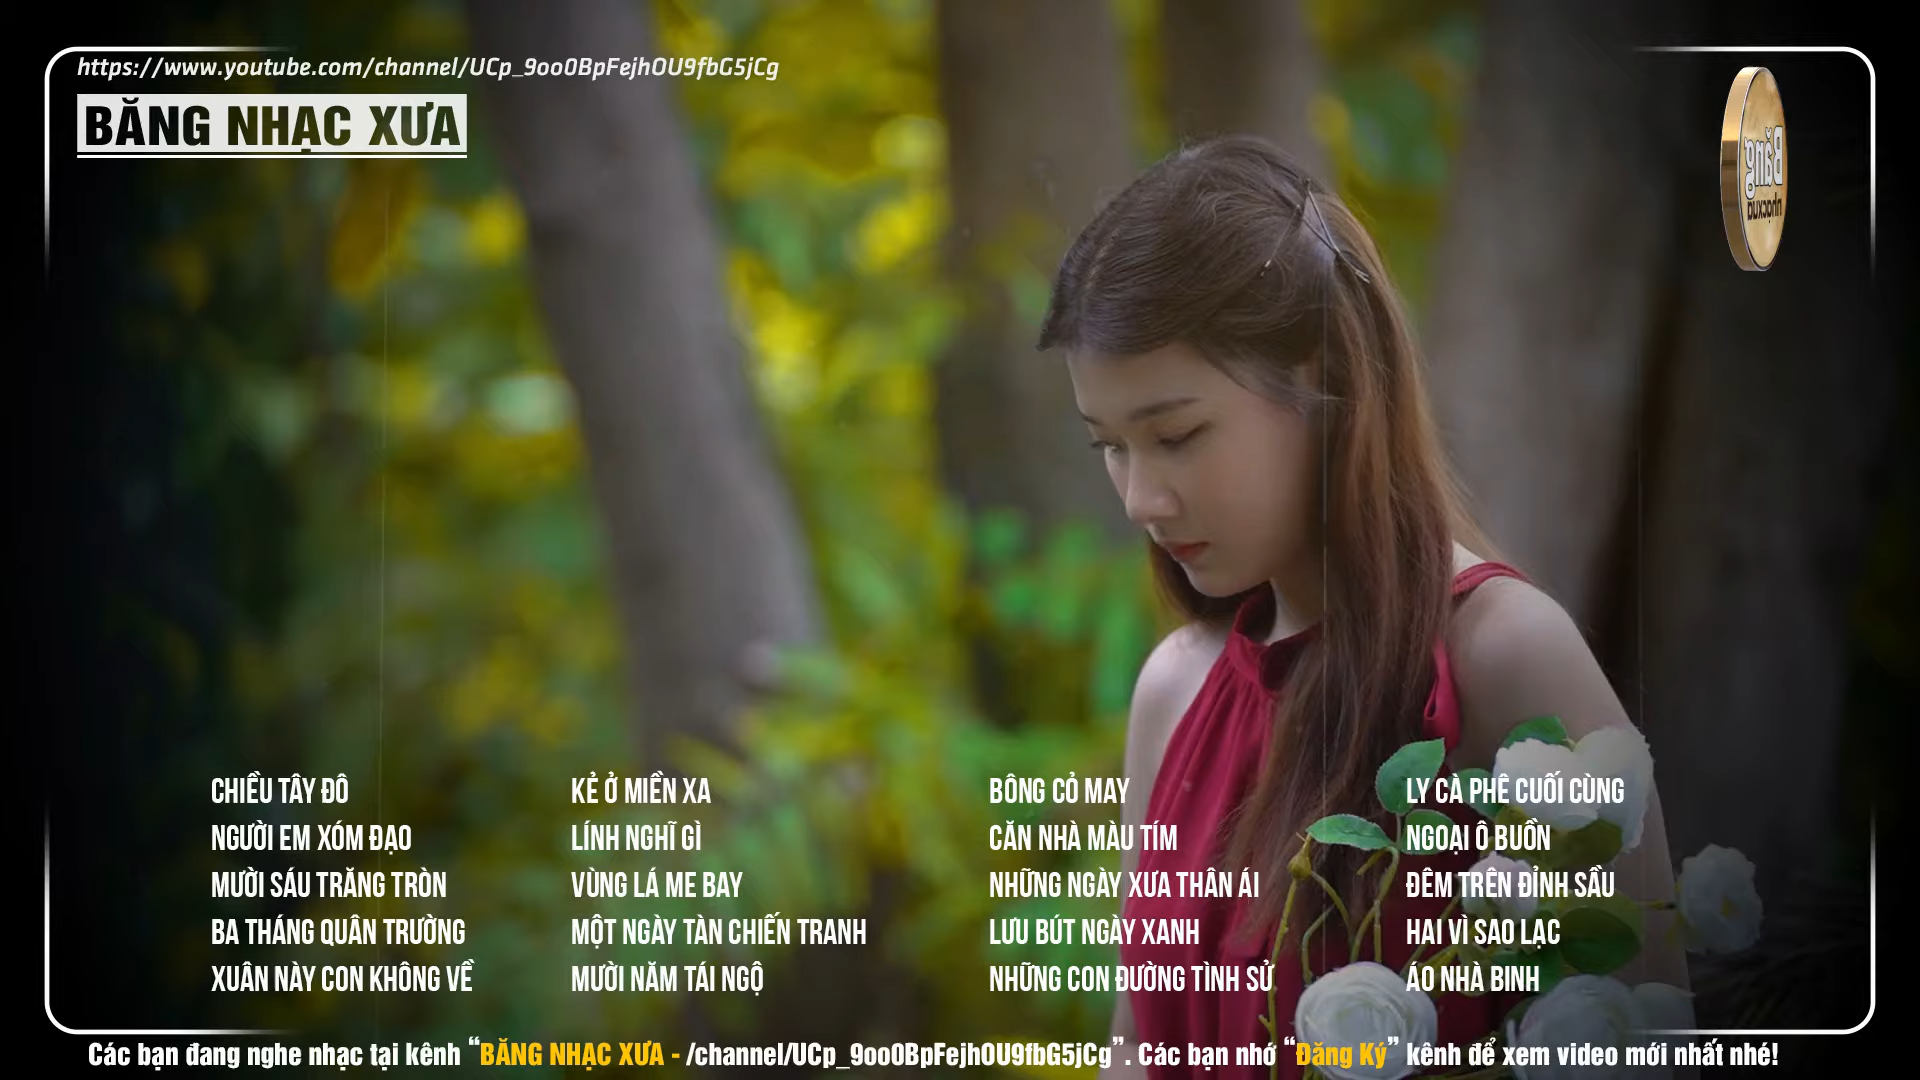 https://www.youtube.com/channel/UCp_9oo0BpFejhOU9fbG5jCg
BĂNG NHẠC XƯA
Băng
nhạcxưa
CHIỀU TÂY ĐÔ
NGƯỜI EM XÓM ĐẠO
MƯỜI SÁU TRĂNG TRÒN
BA THÁNG QUÂN TRƯỜNG
XUÂN NÀY CON KHÔNG VỀ
KẺ Ở MIỀN XA
LÍNH NGHĨ GÌ
VÙNG LÁ ME BAY
MỘT NGÀY TÀN CHIẾN TRANH
MƯỜI NĂM TÁI NGỘ
BÔNG CỎ MAY
CĂN NHÀ MÀU TÍM
NHỮNG NGÀY XƯA THÂN ÁI
LƯU BÚT NGÀY XANH
NHỮNG CON ĐƯỜNG TÌNH SỬ
LY CÀ PHÊ CUỐI CÙNG
NGOẠI Ô BUỒN
ĐÊM TRÊN ĐỈNH SẦU
HAI VÌ SAO LẠC
ÁO NHÀ BINH
Các bạn đang nghe nhạc tại kênh “BĂNG NHẠC XƯA - /channel/UCp_9oo0BpFejhOU9fbG5jCg”. Các bạn nhớ “Đăng Ký” kênh để xem video mới nhất nhé!